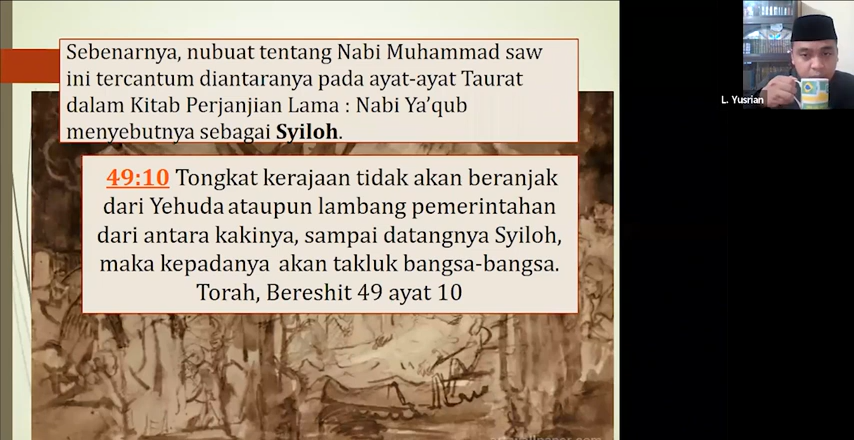 Sebenarnya, nubuat tentang Nabi Muhammad saw
ini tercantum diantaranya pada ayat-ayat Taurat
dalam Kitab Perjanjian Lama : Nabi Ya'qub
menyebutnya sebagai Syiloh.
49:10 Tongkat kerajaan tidak akan beranjak
dari Yehuda ataupun lambang pemerintahan
dari antara kakinya, sampai datangnya Syiloh,
maka kepadanya akan takluk bangsa-bangsa.
Torah, Bereshit 49 ayat 10
L. Yusrian